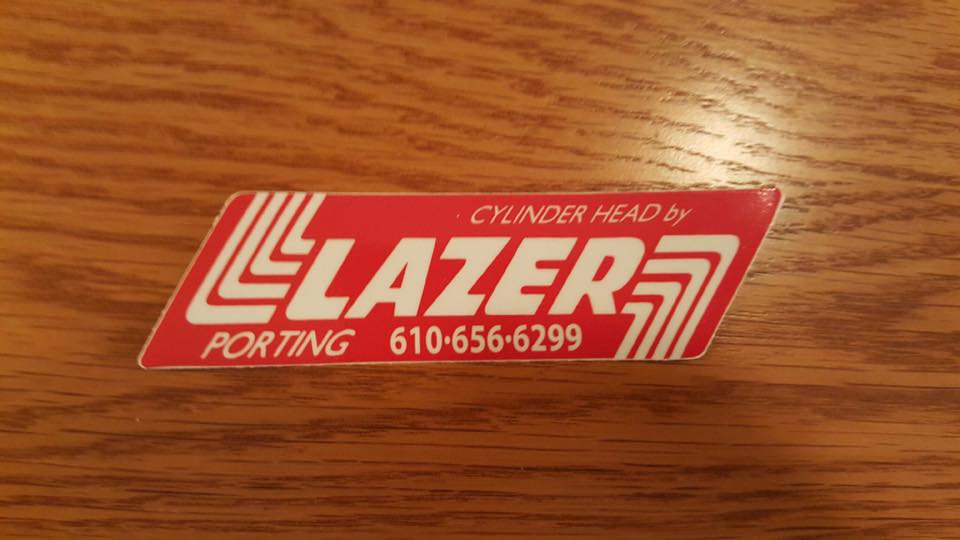 CYLINDER HEAD by
LAZER
PORTING 610·656·6299